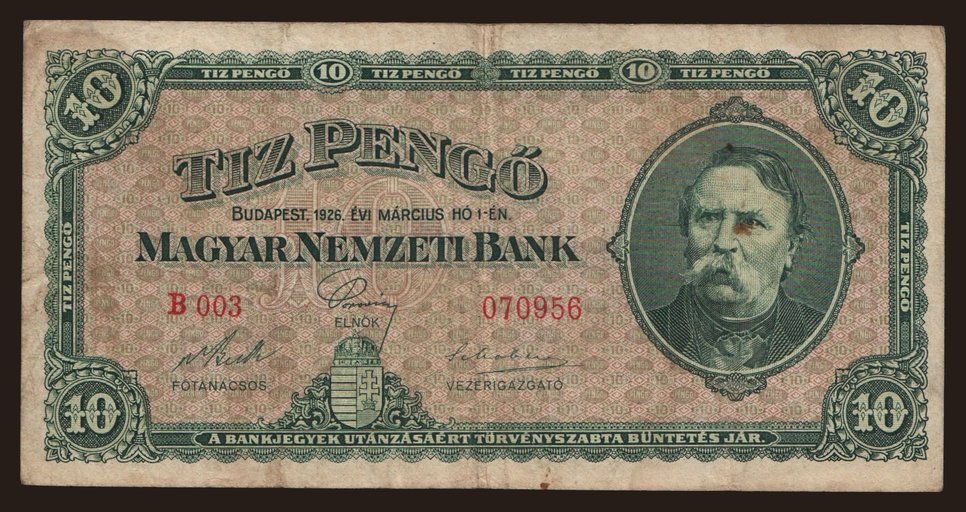 10 TIZ PENGŐ 10 TIZ PENGŐ TIZ PENGŐ 10 TIZ PENGŐ 10
TIZ PENGŐ
BUDAPEST, 1926. ÉVI MÁRCIUS HÓ 1-ÉN.
MAGYAR NEMZETI BANK
TIZ PENGŐ
TIZ PENGŐ
B 003
070956
ELNÖK
FŐTANÁCSOS
VEZÉRIGAZGATÓ
10
10
A BANKJEGYEK UTÁNZÁSÁÉRT TÖRVÉNYSZABTA BÜNTETÉS JÁR.